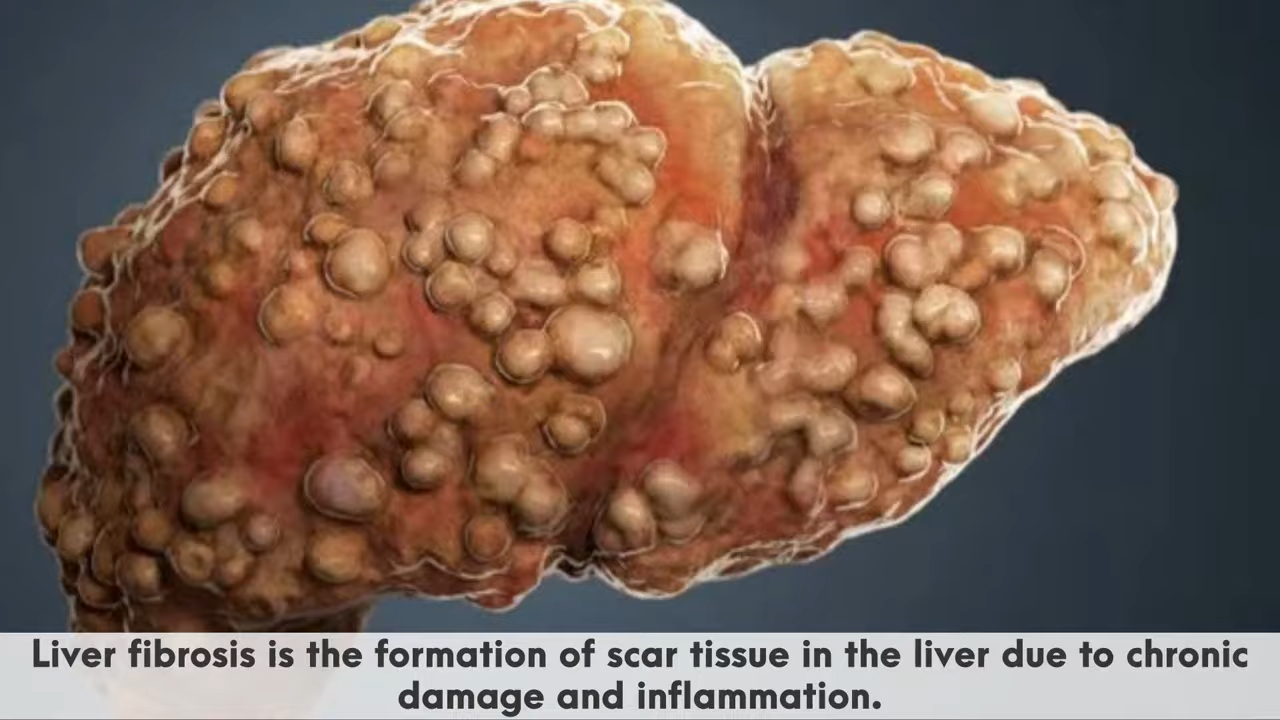 Liver fibrosis is the formation of scar tissue in the liver due to chronic
damage and inflammation.